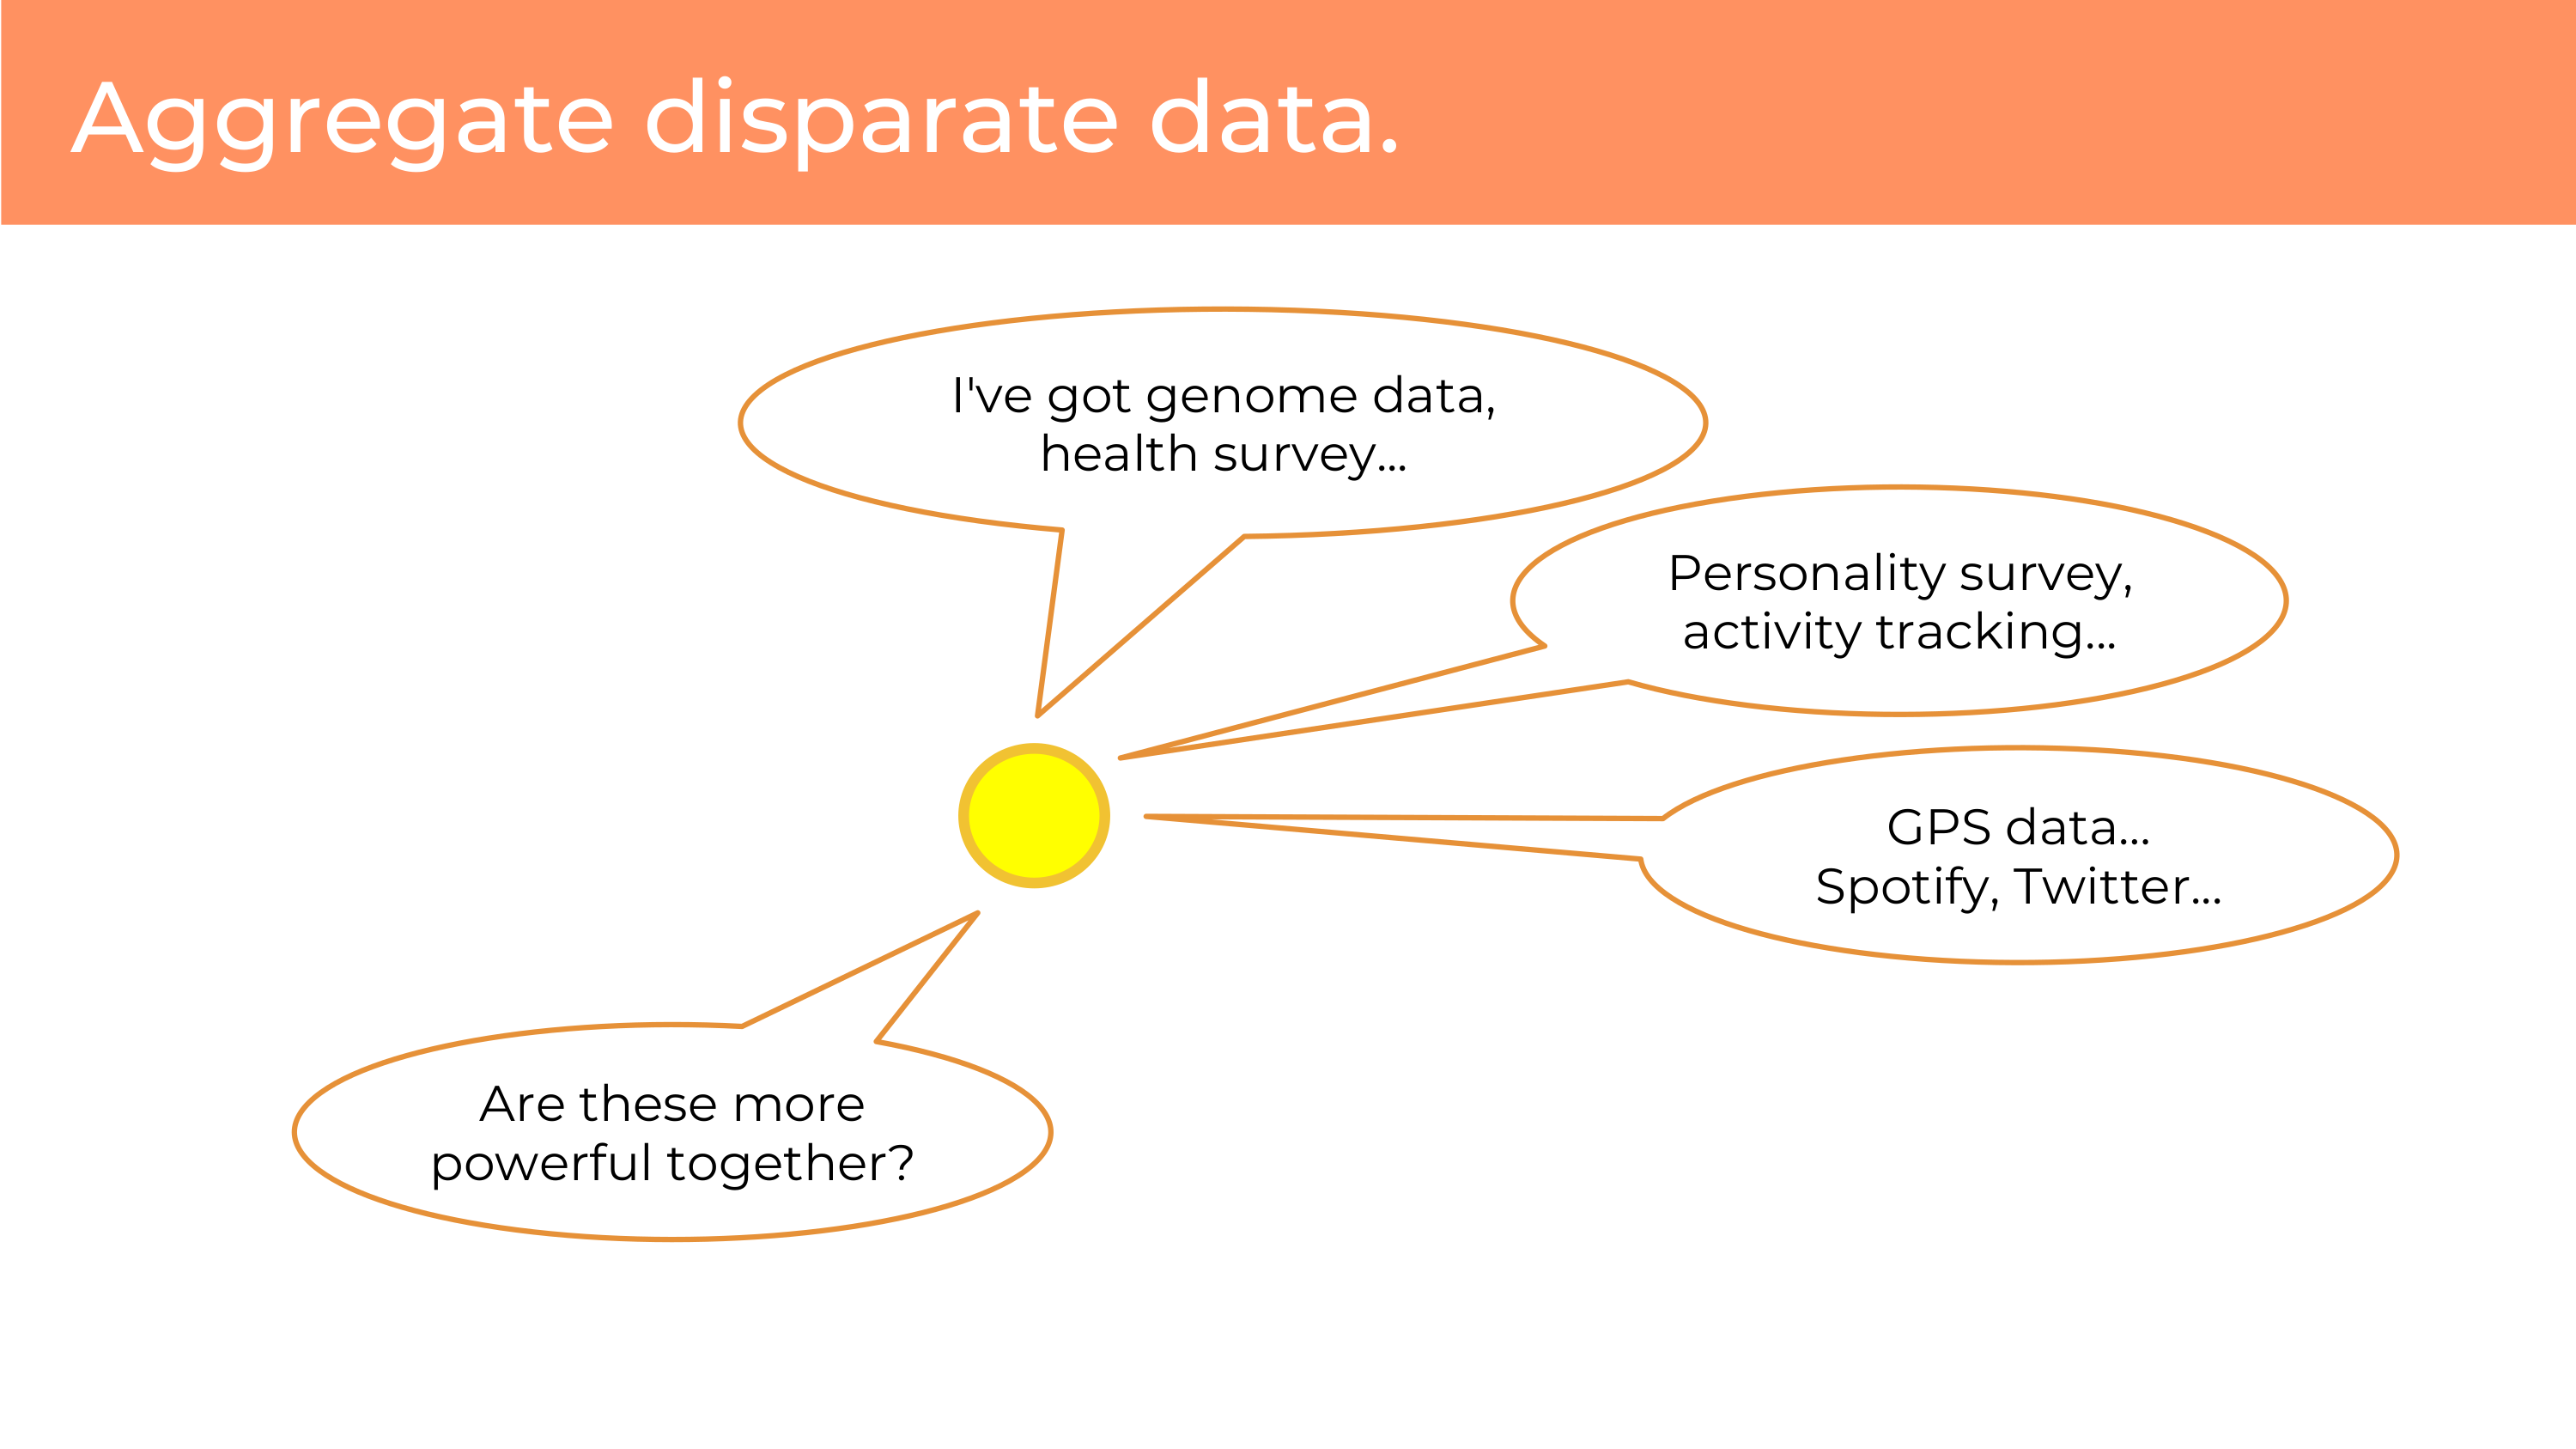 Aggregate disparate data.
I've got genome data,
health survey...
Personality survey,
activity tracking...
GPS data...
Spotify, Twitter...
Are these more
powerful together?